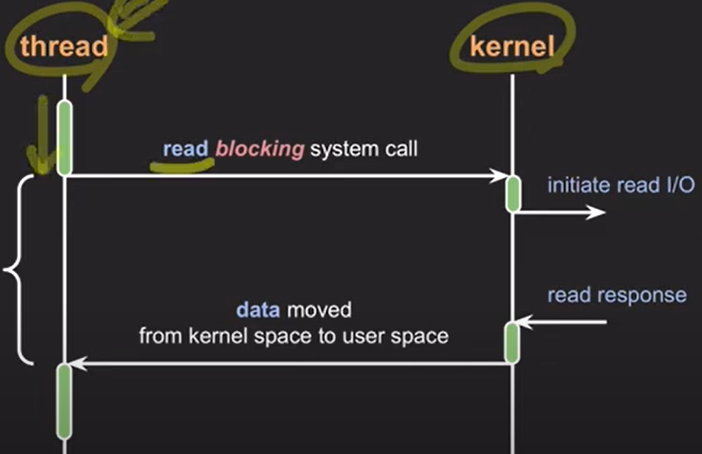 thread
kernel
read blocking system call
initiate read I/O
read response
data moved
from kernel space to user space